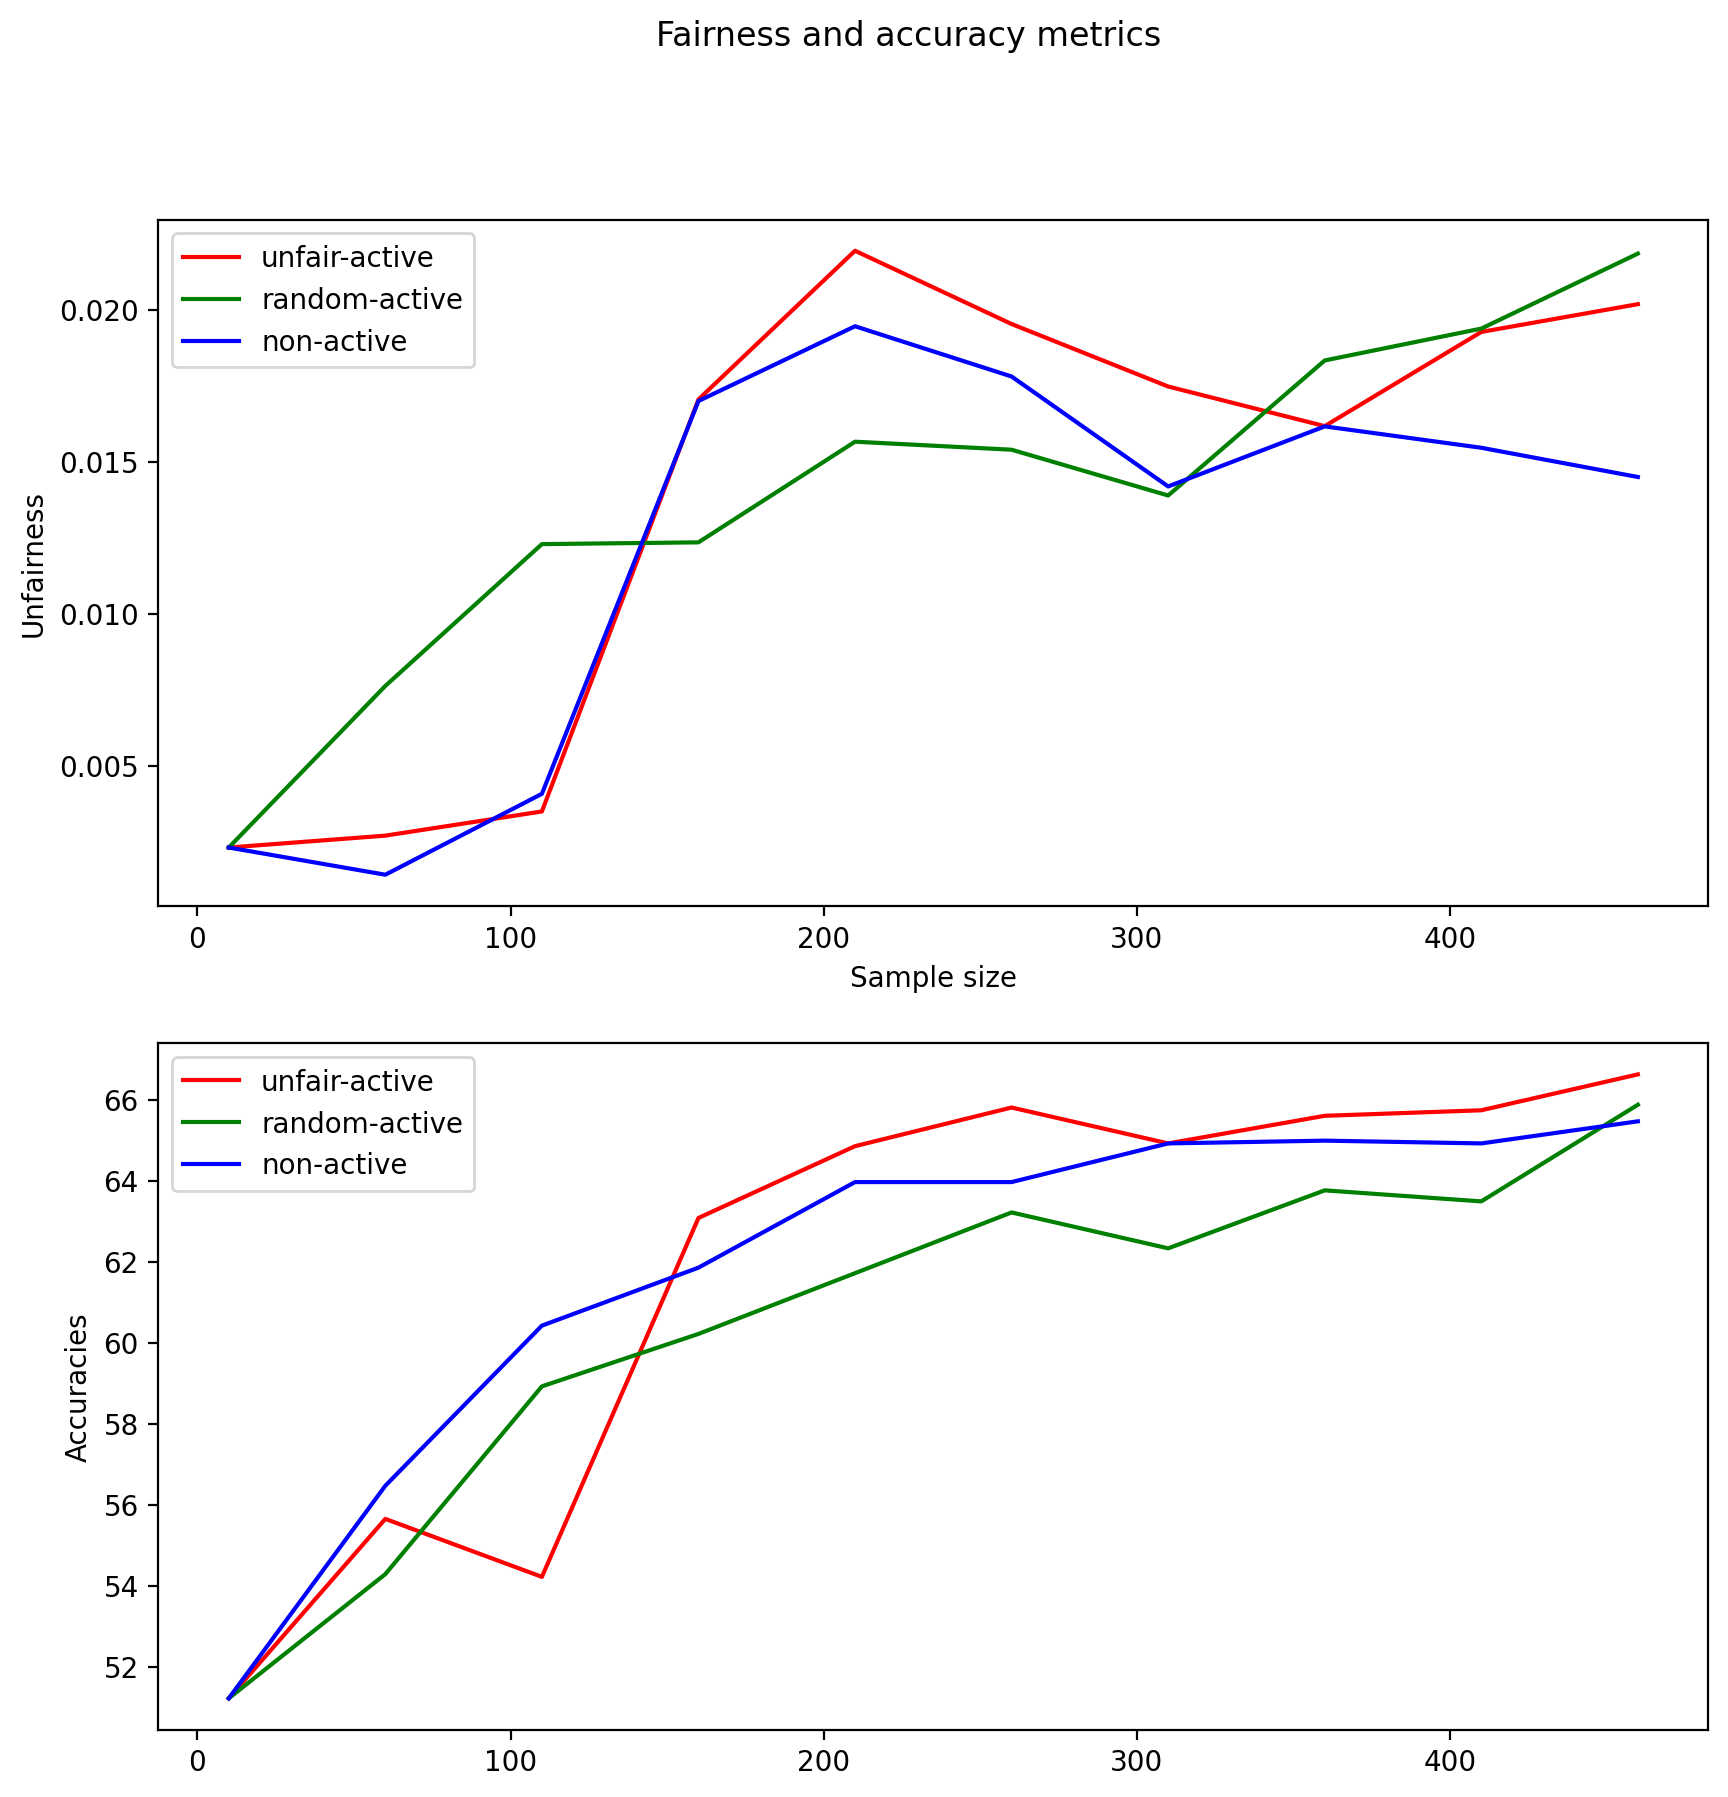 Fairness and accuracy metrics
unfair-active
random-active
non-active
0.020
0.015
0.010
0.005
Unfairness
0 100 200 300 400
Sample size
unfair-active
random-active
non-active
66
64
62
60
58
56
54
52
Accuracies
0 100 200 300 400